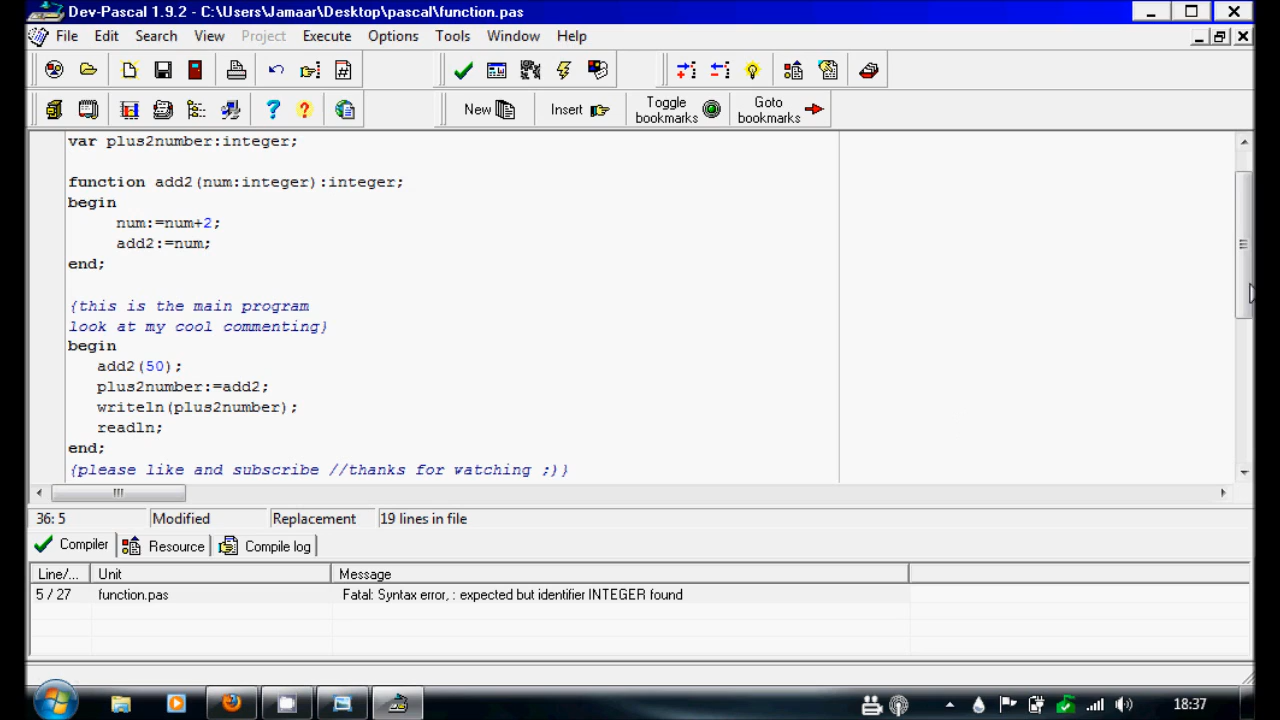 Dev-Pascal 1.9.2 - C:\Users\Jamaar\Desktop\pascal\function.pas
File Edit Search View Project Execute Options Tools Window Help
New Insert Toggle bookmarks Goto bookmarks
var plus2number:integer;
function add2(num:integer):integer;
begin
num:=num+2;
add2:=num;
end;
{this is the main program
look at my cool commenting}
begin
add2(50);
plus2number:=add2;
writeln(plus2number);
readln;
end;
{please like and subscribe //thanks for watching ;)}
36: 5 Modified Replacement 19 lines in file
Compiler Resource Compile log
Line/... Unit Message
5 / 27 function.pas Fatal: Syntax error, : expected but identifier INTEGER found
18:37